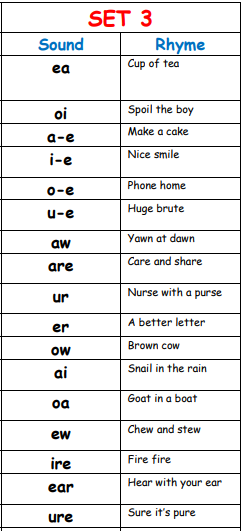 SET 3
Sound Rhyme
ea Cup of tea
oi Spoil the boy
a-e Make a cake
i-e Nice smile
o-e Phone home
u-e Huge brute
aw Yawn at dawn
are Care and share
ur Nurse with a purse
er A better letter
ow Brown cow
ai Snail in the rain
oa Goat in a boat
ew Chew and stew
ire Fire fire
ear Hear with your ear
ure Sure it's pure